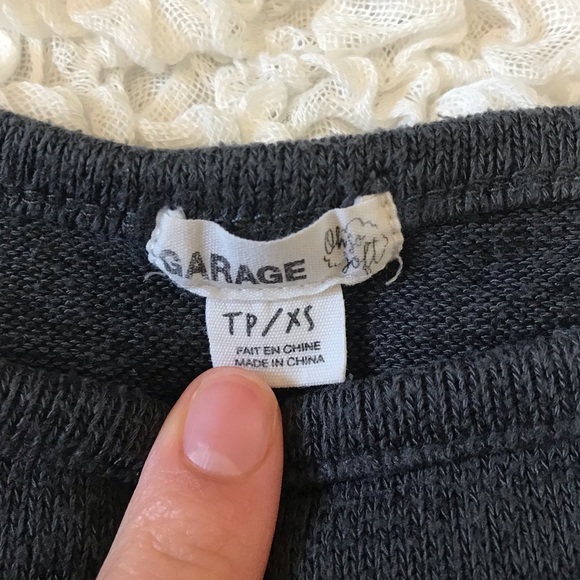 GARAGE
Oh so
soft
TP/XS
FAIT EN CHINE
MADE IN CHINA